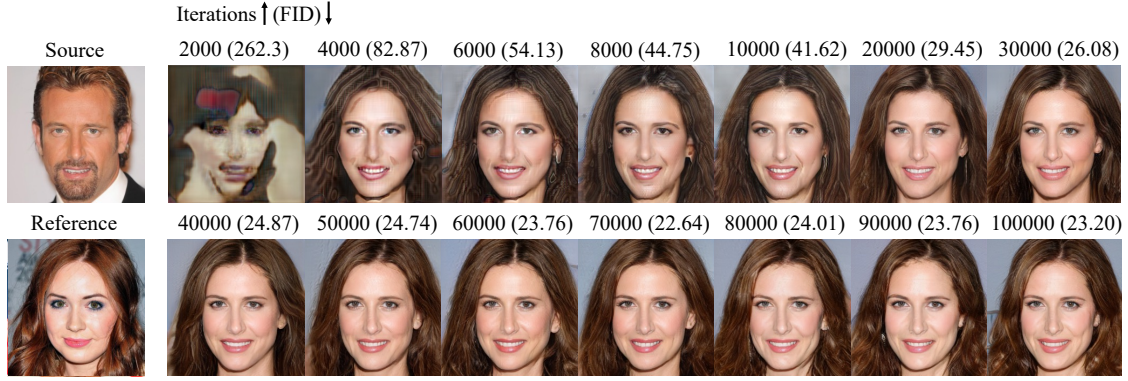 Iterations ↑ (FID) ↓
Source 2000 (262.3) 4000 (82.87) 6000 (54.13) 8000 (44.75) 10000 (41.62) 20000 (29.45) 30000 (26.08)
Reference 40000 (24.87) 50000 (24.74) 60000 (23.76) 70000 (22.64) 80000 (24.01) 90000 (23.76) 100000 (23.20)